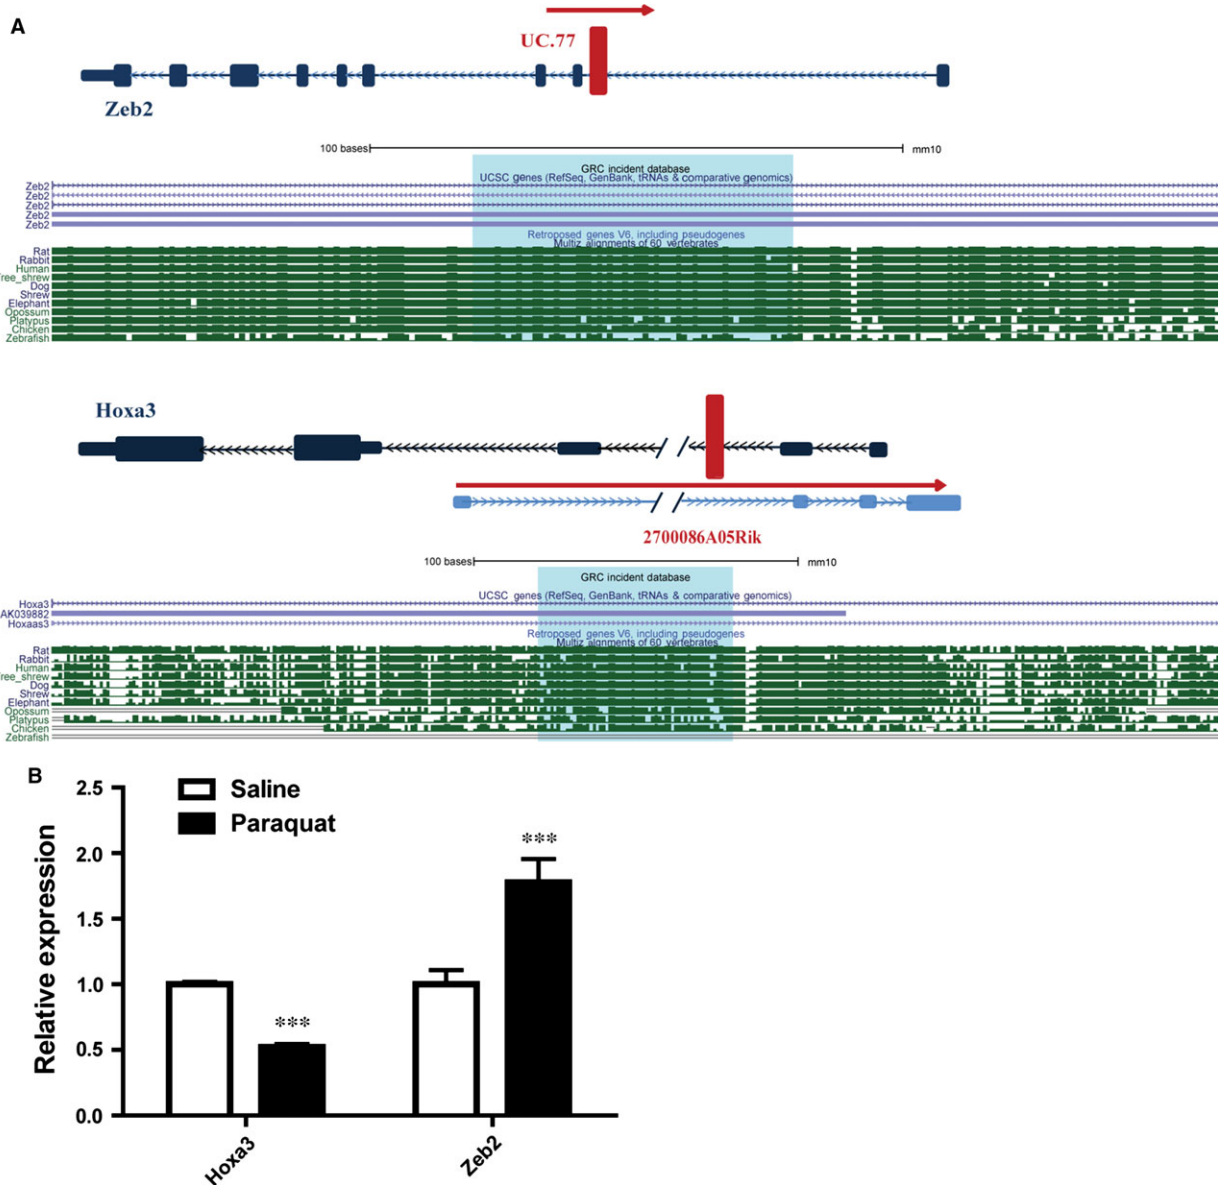 A
UC.77
Zeb2
100 bases
mm10
GRC incident database
UCSC genes (RefSeq, GenBank, tRNAs & comparative genomics)
Zeb2
Zeb2
Zeb2
Zeb2
Zeb2
Retroposed genes V6, including pseudogenes
Multiz alignments of 60 vertebrates
Rat
Rabbit
Human
ree_shrew
Dog
Shrew
Elephant
Opossum
Platypus
Chicken
Zebrafish
Hoxa3
2700086A05Rik
100 bases
mm10
GRC incident database
UCSC genes (RefSeq, GenBank, tRNAs & comparative genomics)
Hoxa3
AK039882
Hoxaas3
Retroposed genes V6, including pseudogenes
Multiz alignments of 60 vertebrates
Rat
Rabbit
Human
ree_shrew
Dog
Shrew
Elephant
Opossum
Platypus
Chicken
Zebrafish
B
Saline
Paraquat
Relative expression
2.5
2.0
1.5
1.0
0.5
0.0
***
***
Hoxa3
Zeb2